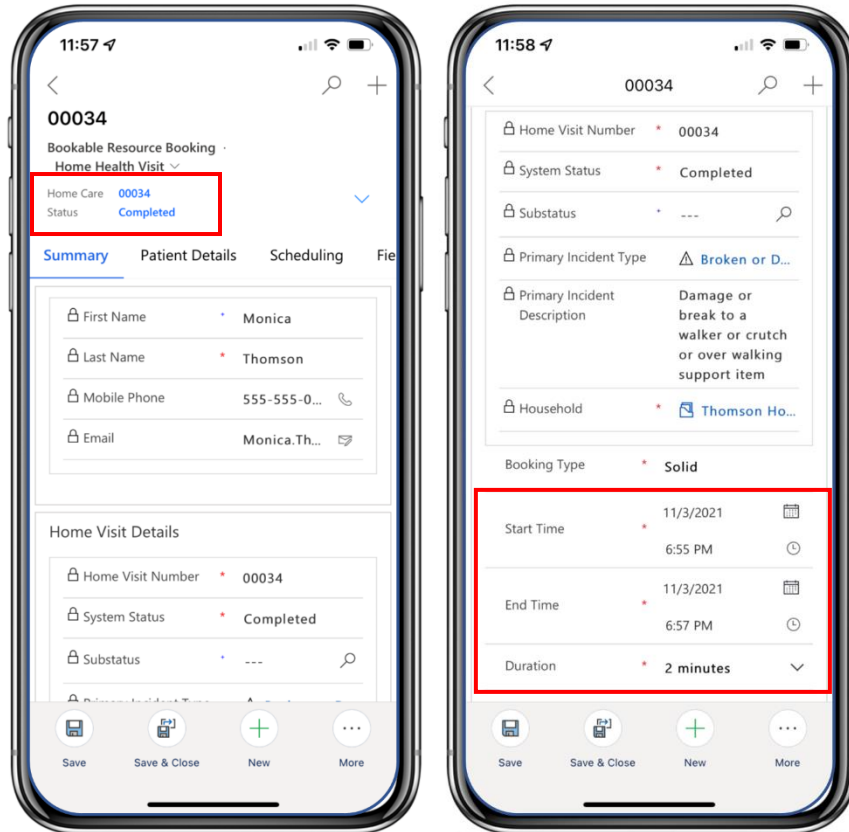 11:57
00034
Bookable Resource Booking ·
Home Health Visit
Home Care 00034
Status Completed
Summary Patient Details Scheduling Fie
First Name + Monica
Last Name * Thomson
Mobile Phone 555-555-0...
Email Monica.Th...
Home Visit Details
Home Visit Number * 00034
System Status * Completed
Substatus + ---
Save Save & Close New More
11:58
00034
Home Visit Number * 00034
System Status * Completed
Substatus + ---
Primary Incident Type Broken or D...
Primary Incident Damage or
Description break to a
walker or crutch
or over walking
support item
Household * Thomson Ho...
Booking Type * Solid
11/3/2021
Start Time *
6:55 PM
11/3/2021
End Time *
6:57 PM
Duration * 2 minutes
Save Save & Close New More